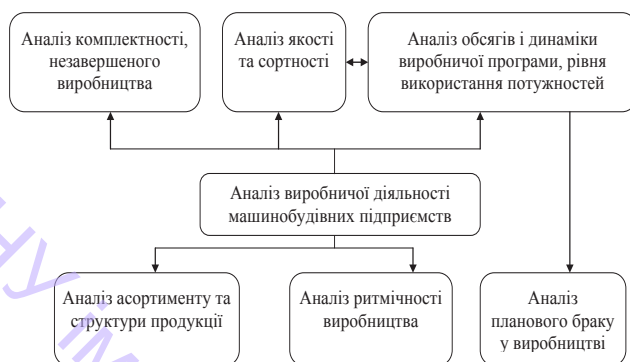 Аналіз комплектності,
незавершеного
виробництва
Аналіз якості
та сортності
Аналіз обсягів і динаміки
виробничої програми, рівня
використання потужностей
Аналіз виробничої діяльності
машинобудівних підприємств
Аналіз асортименту та
структури продукції
Аналіз ритмічності
виробництва
Аналіз
планового браку
у виробництві